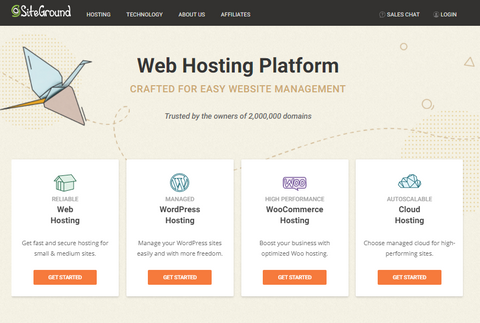 SiteGround HOSTING TECHNOLOGY ABOUT US AFFILIATES SALES CHAT LOGIN
Web Hosting Platform
CRAFTED FOR EASY WEBSITE MANAGEMENT
Trusted by the owners of 2,000,000 domains
RELIABLE
Web
Hosting
Get fast and secure hosting for
small & medium sites.
GET STARTED
MANAGED
WordPress
Hosting
Manage your WordPress sites
easily and with more freedom.
GET STARTED
WOO
HIGH PERFORMANCE
WooCommerce
Hosting
Boost your business with
optimized Woo hosting.
GET STARTED
AUTOSCALABLE
Cloud
Hosting
Choose managed cloud for high-
performing sites.
GET STARTED